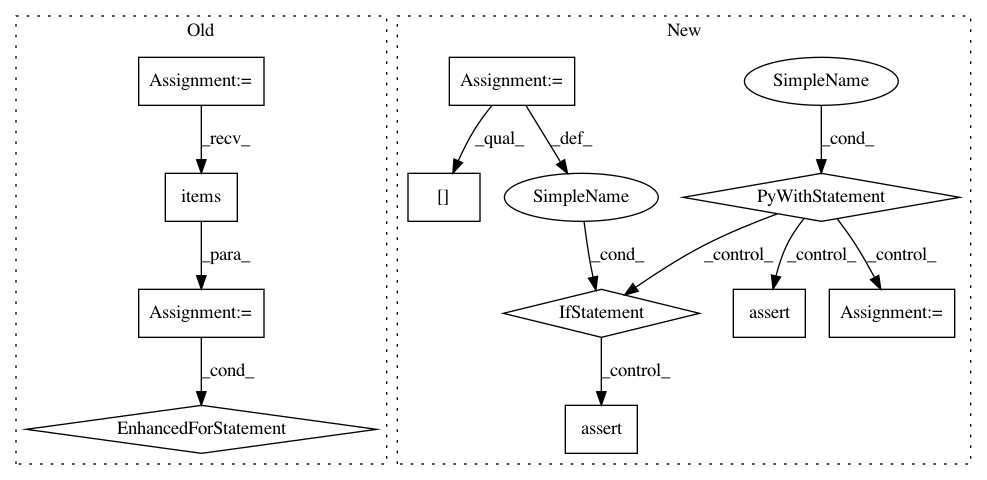 Old
New
Assignment:=
Assignment:=
SimpleName
_recv_
_qual_
_def_
_cond_
items
[]
SimpleName
PyWithStatement
_para_
_cond_
_control_
_control_
_control_
Assignment:=
IfStatement
assert
Assignment:=
_cond_
_control_
EnhancedForStatement
assert